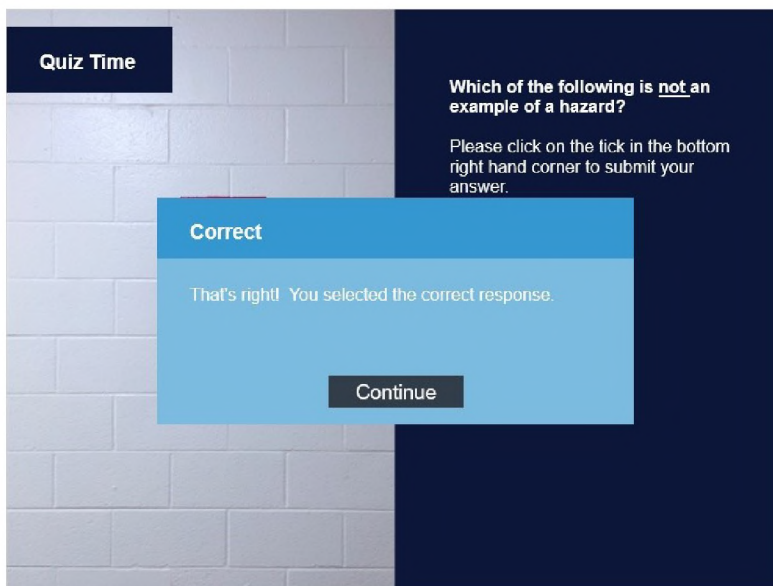 Quiz Time
Which of the following is not an
example of a hazard?
Please click on the tick in the bottom
right hand corner to submit your
answer.
Correct
That's right! You selected the correct response.
Continue